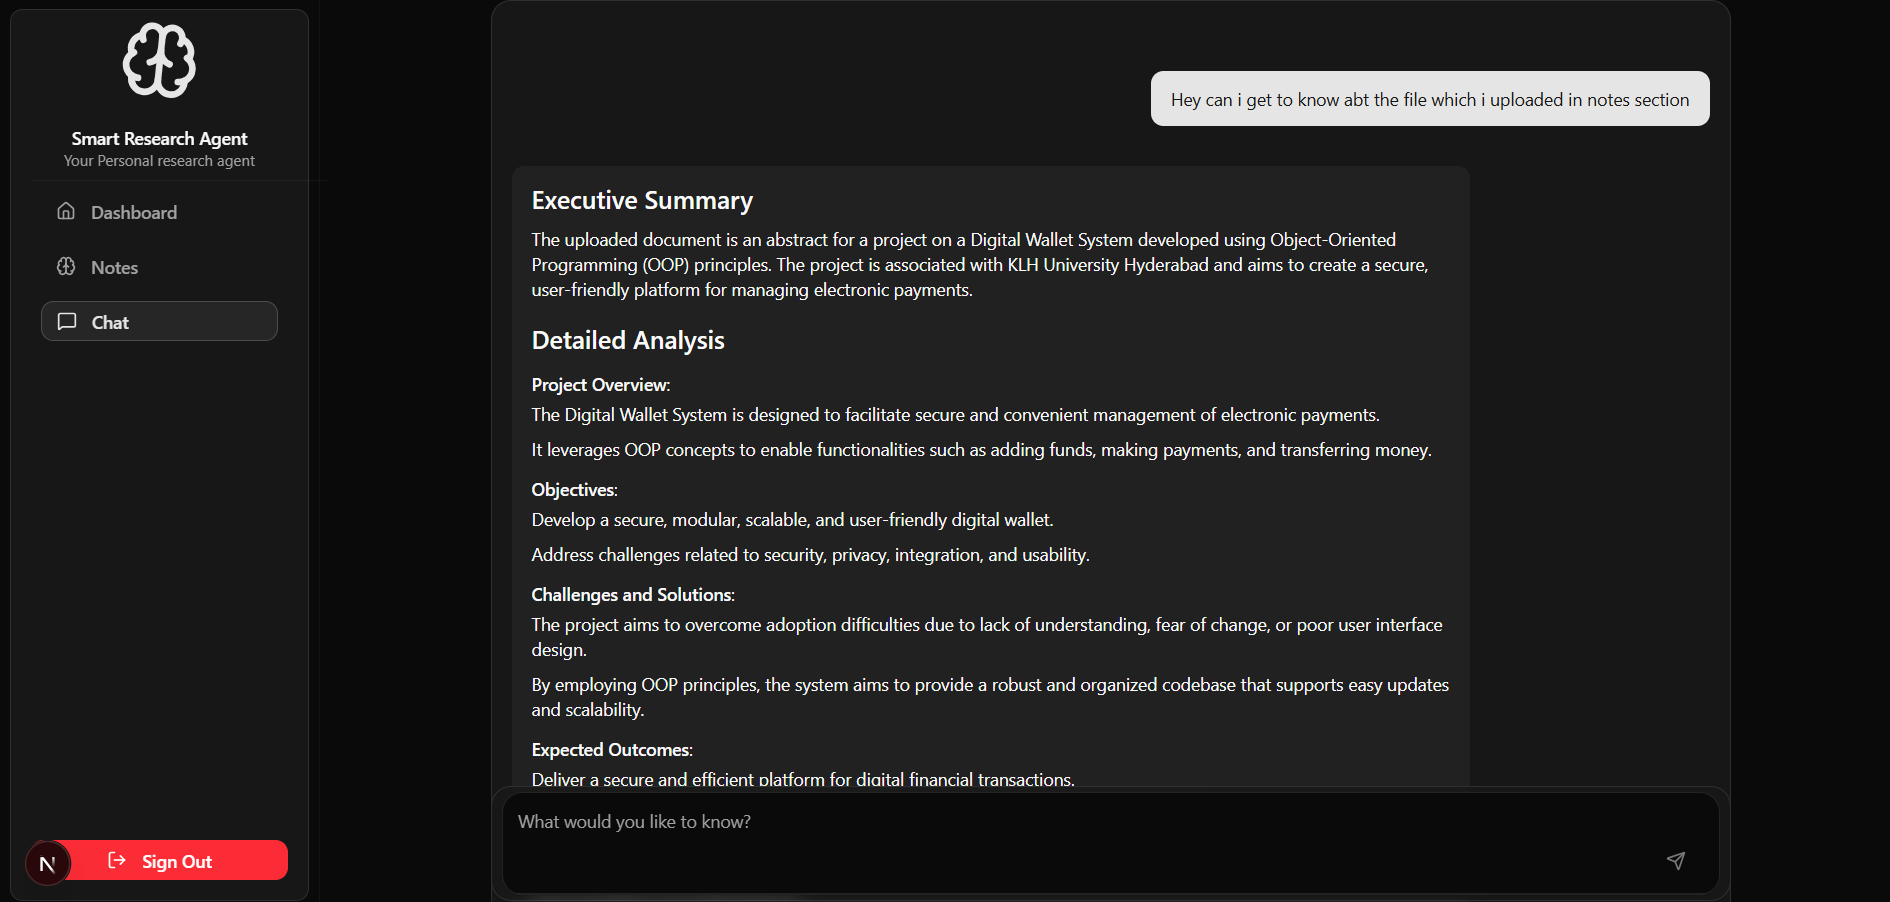 Smart Research Agent
Your Personal research agent
Dashboard
Notes
Chat
N
Sign Out
Hey can i get to know abt the file which i uploaded in notes section
Executive Summary
The uploaded document is an abstract for a project on a Digital Wallet System developed using Object-Oriented
Programming (OOP) principles. The project is associated with KLH University Hyderabad and aims to create a secure,
user-friendly platform for managing electronic payments.
Detailed Analysis
Project Overview:
The Digital Wallet System is designed to facilitate secure and convenient management of electronic payments.
It leverages OOP concepts to enable functionalities such as adding funds, making payments, and transferring money.
Objectives:
Develop a secure, modular, scalable, and user-friendly digital wallet.
Address challenges related to security, privacy, integration, and usability.
Challenges and Solutions:
The project aims to overcome adoption difficulties due to lack of understanding, fear of change, or poor user interface
design.
By employing OOP principles, the system aims to provide a robust and organized codebase that supports easy updates
and scalability.
Expected Outcomes:
Deliver a secure and efficient platform for digital financial transactions.
What would you like to know?